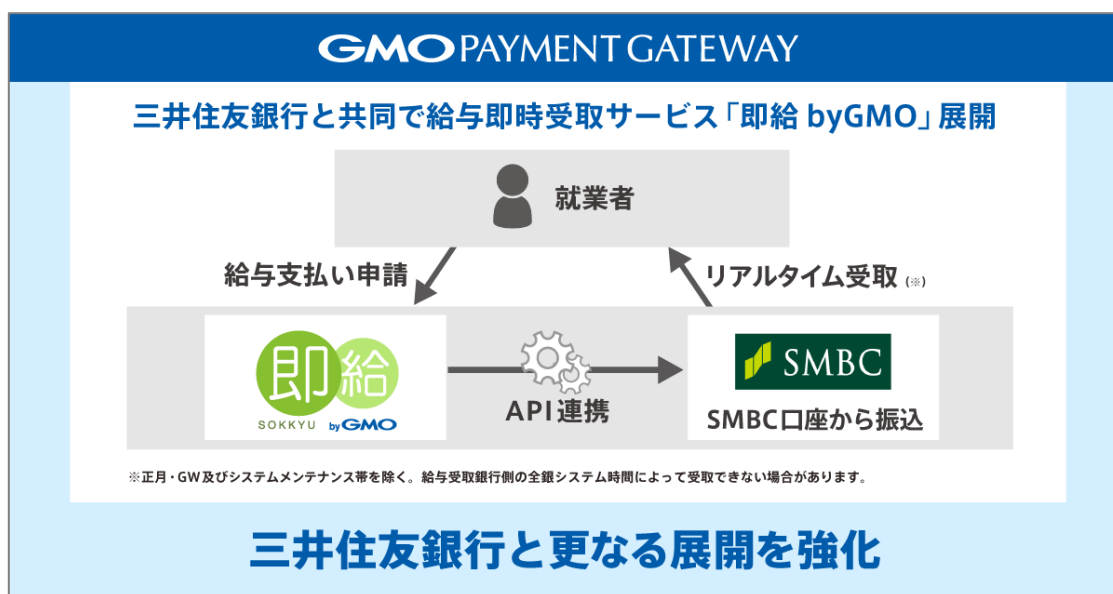 GMO PAYMENT GATEWAY
三井住友銀行と共同で給与即時受取サービス「即給 byGMO」展開
就業者
給与支払い申請
リアルタイム受取 (※)
即給
SOKKYU byGMO
API連携
SMBC
SMBC口座から振込
※正月・GW及びシステムメンテナンス帯を除く。給与受取銀行側の全銀システム時間によって受取できない場合があります。
三井住友銀行と更なる展開を強化